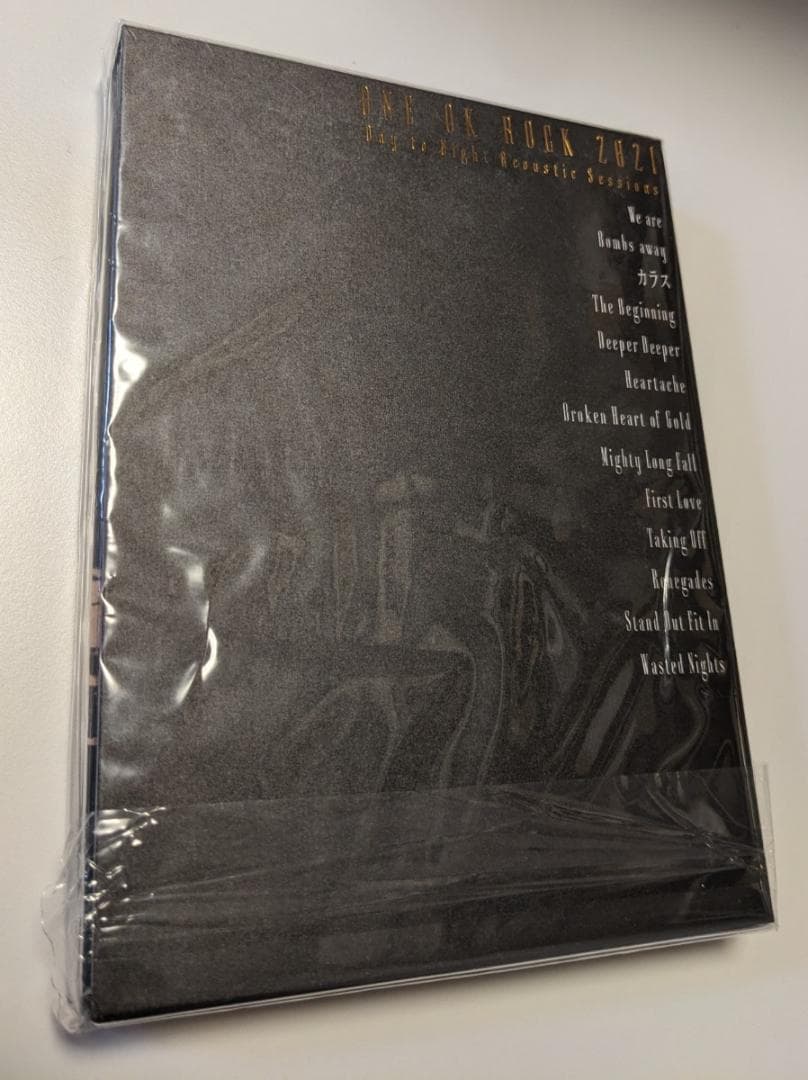 ONE OK ROCK 2021
Day to Night Acoustic Sessions
We are
Bombs away
カラス
The Beginning
Deeper Deeper
Heartache
Broken Heart of Gold
Mighty Long Fall
First Love
Taking Off
Renegades
Stand Out Fit In
Wasted Nights